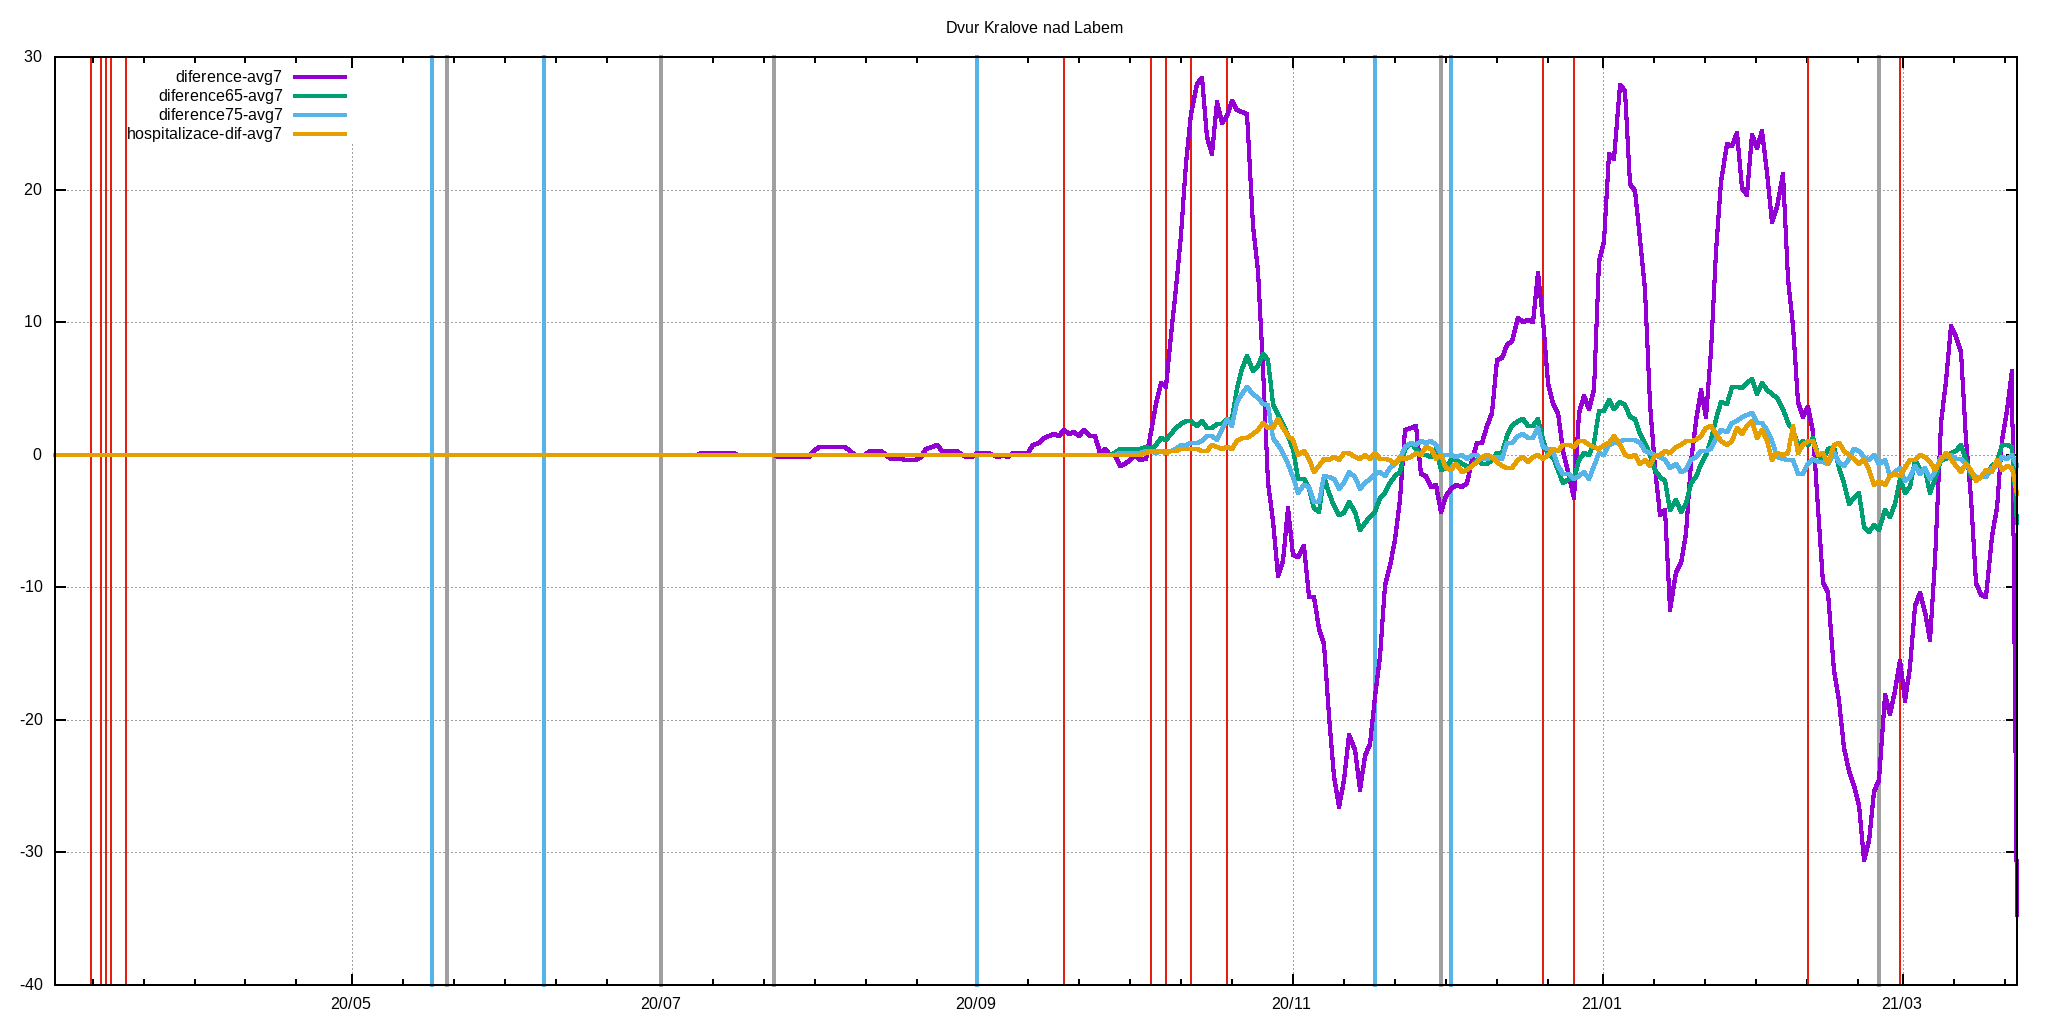 Dvur Kralove nad Labem
30
20
10
0
-10
-20
-30
-40
diference-avg7
diference65-avg7
diference75-avg7
hospitalizace-dif-avg7
20/05
20/07
20/09
20/11
21/01
21/03